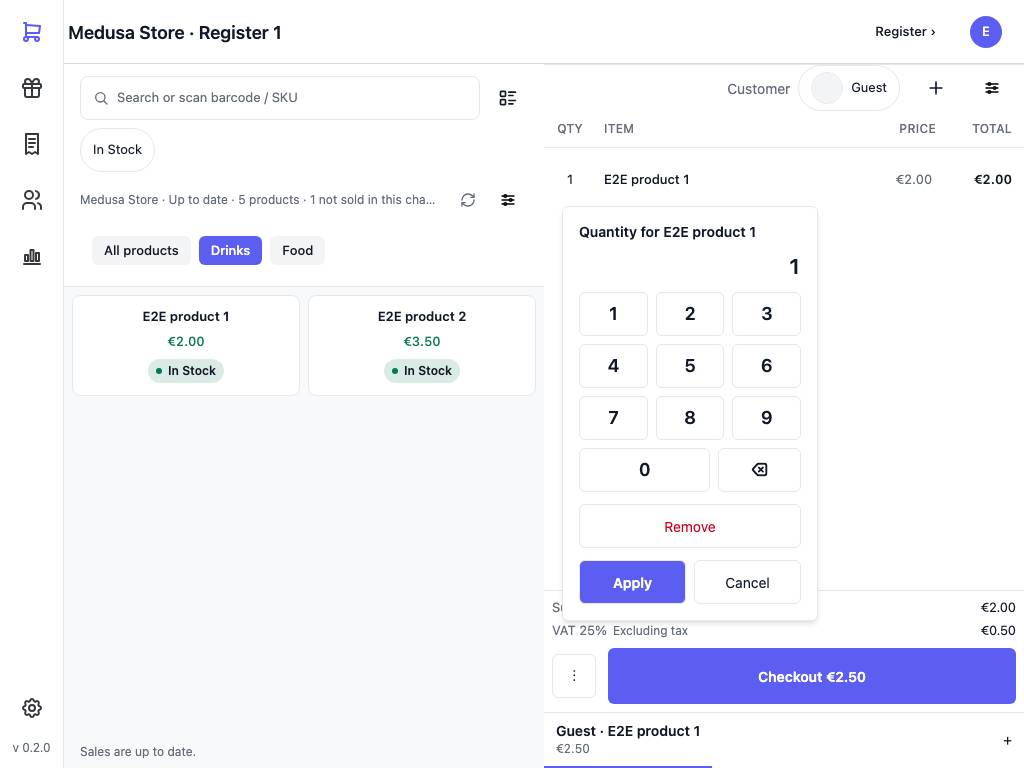 Medusa Store · Register 1
Register ›
E
Search or scan barcode / SKU
In Stock
Medusa Store · Up to date · 5 products · 1 not sold in this cha...
All products
Drinks
Food
E2E product 1
€2.00
In Stock
E2E product 2
€3.50
In Stock
Sales are up to date.
v 0.2.0
Customer
Guest
QTY ITEM PRICE TOTAL
1 E2E product 1 €2.00 €2.00
Quantity for E2E product 1
1
1 2 3
4 5 6
7 8 9
0
Remove
Apply Cancel
€2.00
VAT 25% Excluding tax €0.50
Checkout €2.50
Guest · E2E product 1
€2.50
+